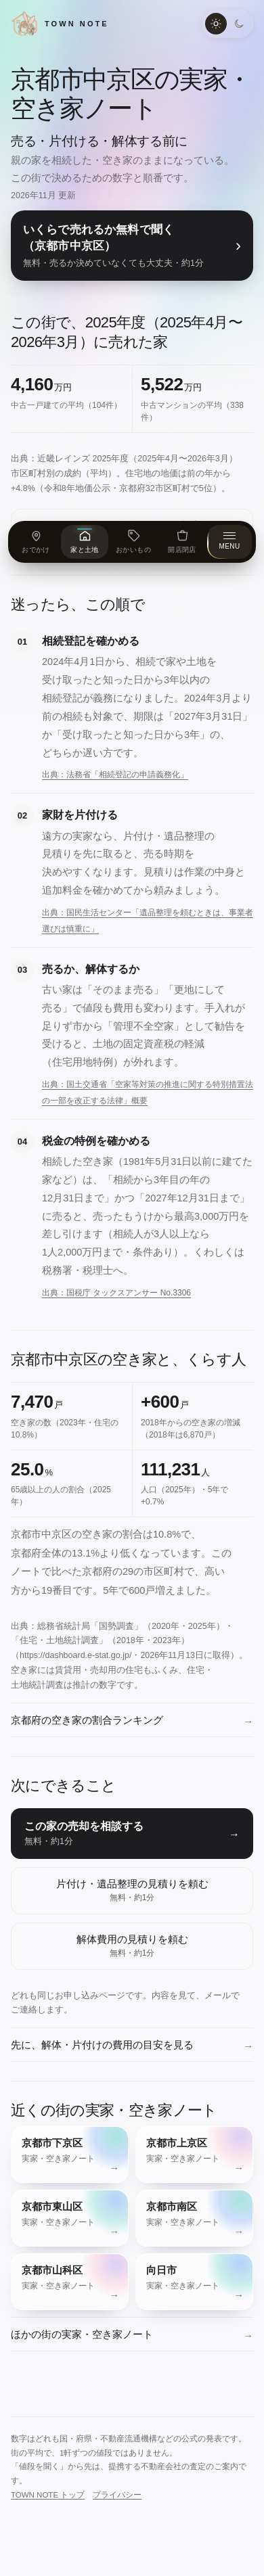 TOWN NOTE
京都市中京区の実家・
空き家ノート
売る・片付ける・解体する前に
親の家を相続した・空き家のままになっている。
この街で決めるための数字と順番です。
2026年11月 更新
いくらで売れるか無料で聞く
（京都市中京区）
無料・売るか決めていなくても大丈夫・約1分
この街で、2025年度（2025年4月〜
2026年3月）に売れた家
4,160万円
中古一戸建ての平均（104件）
5,522万円
中古マンションの平均（338
件）
出典：近畿レインズ 2025年度（2025年4月〜2026年3月）
市区町村別の成約（平均）。住宅地の地価は前の年から
+4.8%（令和8年地価公示・京都府32市区町村で5位）。
おでかけ
家と土地
おかいもの
開店閉店
MENU
迷ったら、この順で
01
相続登記を確かめる
2024年4月1日から、相続で家や土地を
受け取ったと知った日から3年以内の
相続登記が義務になりました。2024年3月より
前の相続も対象で、期限は「2027年3月31日」
か「受け取ったと知った日から3年」の、
どちらか遅い方です。
出典：法務省「相続登記の申請義務化」
02
家財を片付ける
遠方の実家なら、片付け・遺品整理の
見積りを先に取ると、売る時期を
決めやすくなります。見積りは作業の中身と
追加料金を確かめてから頼みましょう。
出典：国民生活センター「遺品整理を頼むときは、事業者
選びは慎重に」
03
売るか、解体するか
古い家は「そのまま売る」「更地にして
売る」で値段も費用も変わります。手入れが
足りず市から「管理不全空家」として勧告を
受けると、土地の固定資産税の軽減
（住宅用地特例）が外れます。
出典：国土交通省「空家等対策の推進に関する特別措置法
の一部を改正する法律」概要
04
税金の特例を確かめる
相続した空き家（1981年5月31日以前に建てた
家など）は、「相続から3年目の年の
12月31日まで」かつ「2027年12月31日まで」
に売ると、売ったもうけから最高3,000万円を
差し引けます（相続人が3人以上なら
1人2,000万円まで・条件あり）。くわしくは
税務署・税理士へ。
出典：国税庁 タックスアンサー No.3306
京都市中京区の空き家と、くらす人
7,470戸
空き家の数（2023年・住宅の
10.8%）
+600戸
2018年からの空き家の増減
（2018年は6,870戸）
25.0%
65歳以上の人の割合（2025
年）
111,231人
人口（2025年）・5年で
+0.7%
京都市中京区の空き家の割合は10.8%で、
京都府全体の13.1%より低くなっています。この
ノートで比べた京都府の29の市区町村で、高い
方から19番目です。5年で600戸増えました。
出典：総務省統計局「国勢調査」（2020年・2025年）・
「住宅・土地統計調査」（2018年・2023年）
（https://dashboard.e-stat.go.jp/・2026年11月13日に取得）。
空き家には賃貸用・売却用の住宅もふくみ、住宅・
土地統計調査は推計の数字です。
京都府の空き家の割合ランキング
→
次にできること
この家の売却を相談する
無料・約1分
→
片付け・遺品整理の見積りを頼む
無料・約1分
解体費用の見積りを頼む
無料・約1分
どれも同じお申し込みページです。内容を見て、メールで
ご連絡します。
先に、解体・片付けの費用の目安を見る
→
近くの街の実家・空き家ノート
京都市下京区
実家・空き家ノート
→
京都市上京区
実家・空き家ノート
→
京都市東山区
実家・空き家ノート
→
京都市南区
実家・空き家ノート
→
京都市山科区
実家・空き家ノート
→
向日市
実家・空き家ノート
→
ほかの街の実家・空き家ノート
→
数字はどれも国・府県・不動産流通機構などの公式の発表です。
街の平均で、1軒ずつの値段ではありません。
「値段を聞く」から先は、提携する不動産会社の査定のご案内で
す。
TOWN NOTE トップ プライバシー